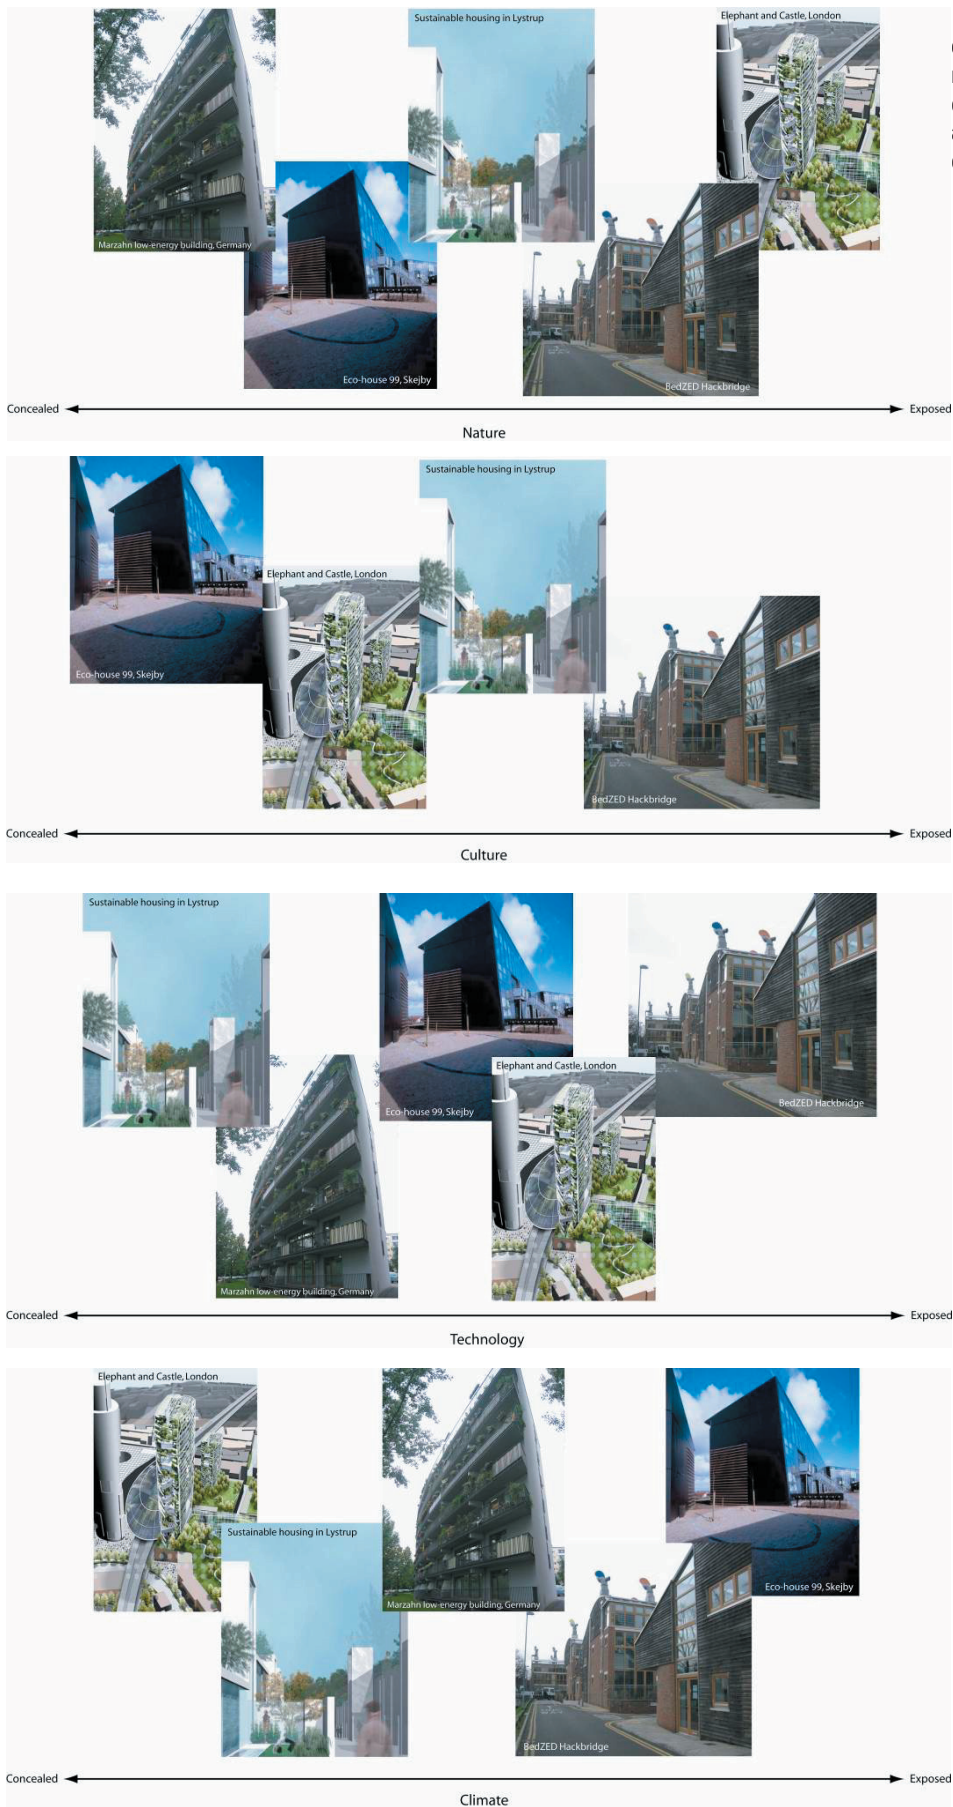 Sustainable housing in Lystrup
Elephant and Castle, London
Marzahn low-energy building, Germany
Eco-house 99, Skejby
BedZED Hackbridge
Concealed
Exposed
Nature
Sustainable housing in Lystrup
Elephant and Castle, London
Eco-house 99, Skejby
BedZED Hackbridge
Concealed
Exposed
Culture
Sustainable housing in Lystrup
Elephant and Castle, London
BedZED Hackbridge
Eco-house 99, Skejby
Marzahn low-energy building, Germany
Concealed
Exposed
Technology
Elephant and Castle, London
Sustainable housing in Lystrup
Eco-house 99, Skejby
Marzahn low-energy building, Germany
BedZED Hackbridge
Concealed
Exposed
Climate